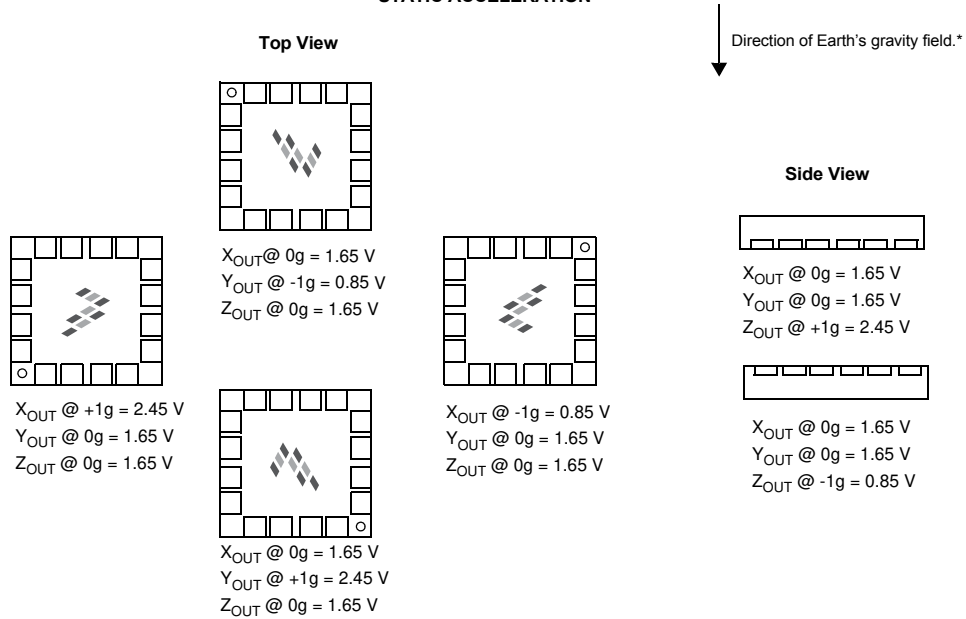 STATIC ACCELERATION
Direction of Earth's gravity field.*
Top View
XOUT@ 0g = 1.65 V
YOUT @ -1g = 0.85 V
ZOUT @ 0g = 1.65 V
XOUT @ +1g = 2.45 V
YOUT @ 0g = 1.65 V
ZOUT @ 0g = 1.65 V
XOUT @ -1g = 0.85 V
YOUT @ 0g = 1.65 V
ZOUT @ 0g = 1.65 V
XOUT @ 0g = 1.65 V
YOUT @ +1g = 2.45 V
ZOUT @ 0g = 1.65 V
Side View
XOUT @ 0g = 1.65 V
YOUT @ 0g = 1.65 V
ZOUT @ +1g = 2.45 V
XOUT @ 0g = 1.65 V
YOUT @ 0g = 1.65 V
ZOUT @ -1g = 0.85 V